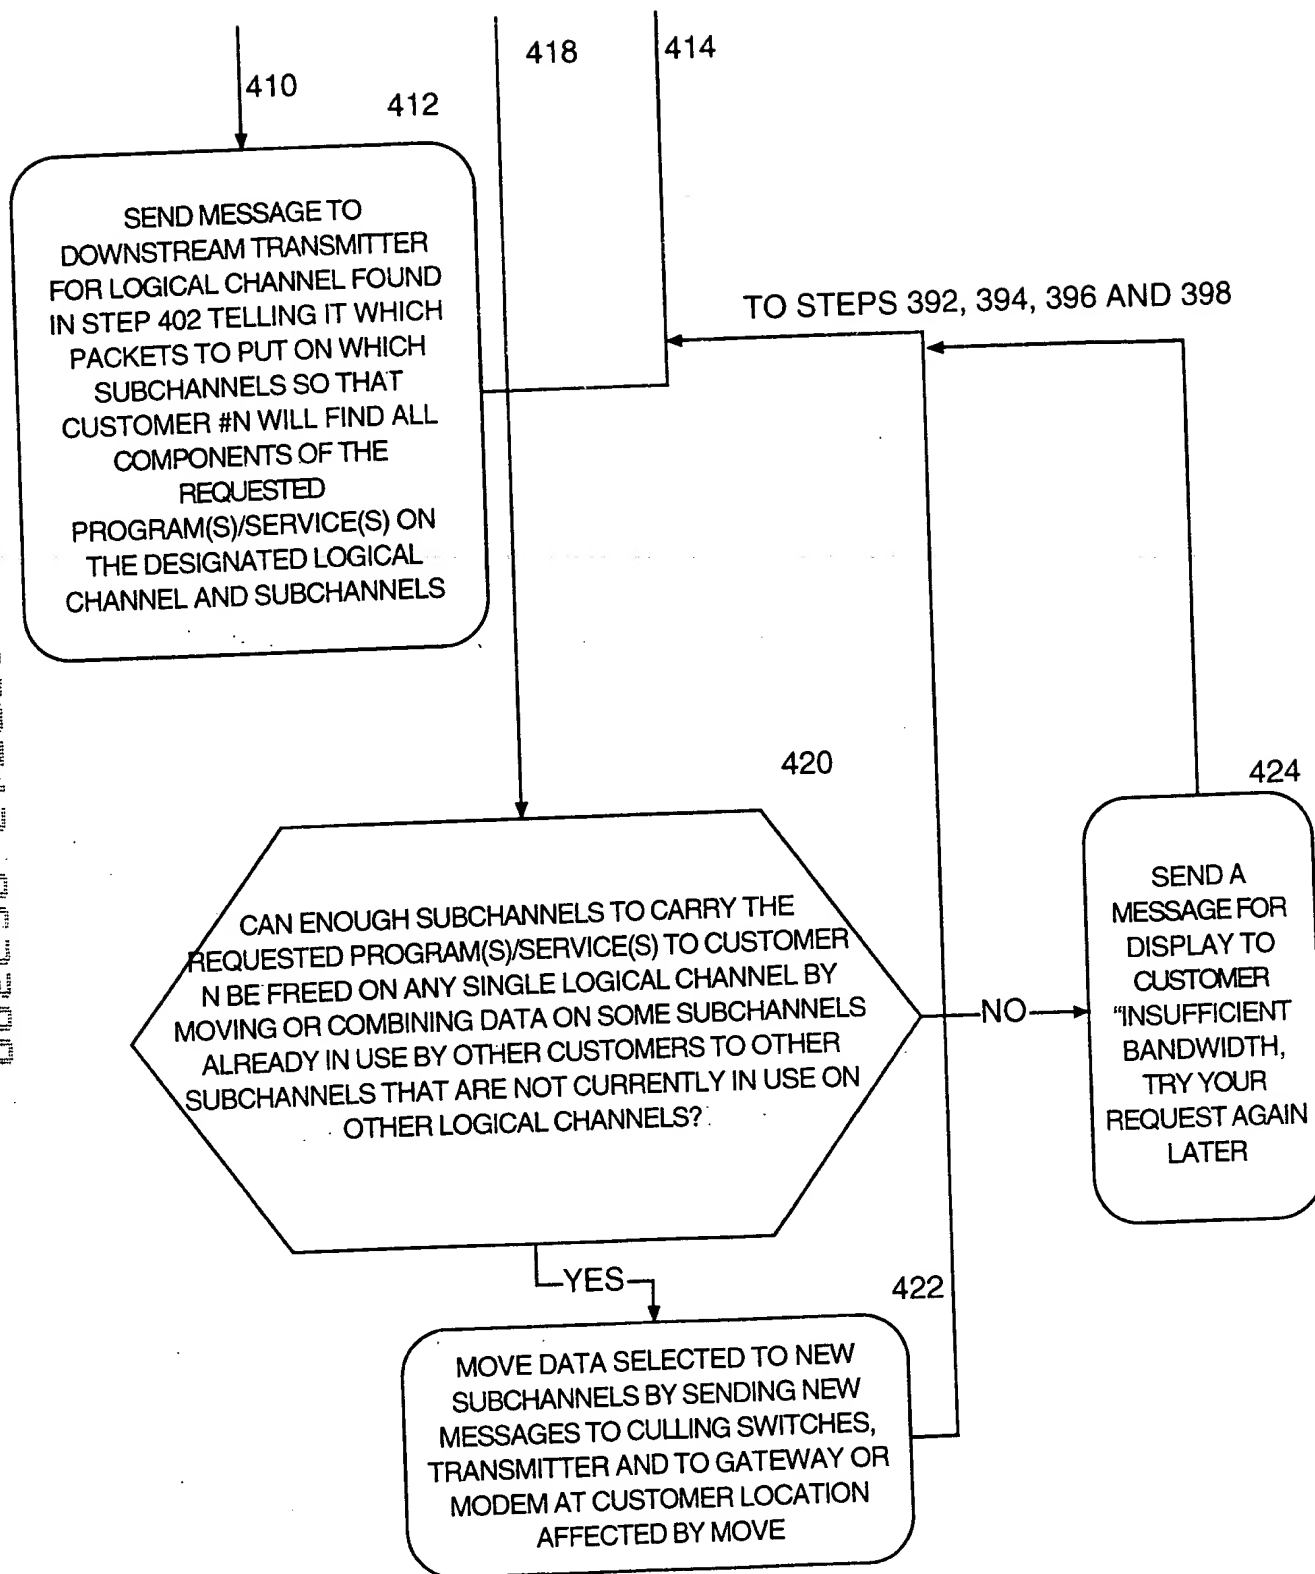 410
418
414
412
SEND MESSAGE TO
DOWNSTREAM TRANSMITTER
FOR LOGICAL CHANNEL FOUND
IN STEP 402 TELLING IT WHICH
PACKETS TO PUT ON WHICH
SUBCHANNELS SO THAT
CUSTOMER #N WILL FIND ALL
COMPONENTS OF THE
REQUESTED
PROGRAM(S)/SERVICE(S) ON
THE DESIGNATED LOGICAL
CHANNEL AND SUBCHANNELS
TO STEPS 392, 394, 396 AND 398
420
CAN ENOUGH SUBCHANNELS TO CARRY THE
REQUESTED PROGRAM(S)/SERVICE(S) TO CUSTOMER
N BE FREED ON ANY SINGLE LOGICAL CHANNEL BY
MOVING OR COMBINING DATA ON SOME SUBCHANNELS
ALREADY IN USE BY OTHER CUSTOMERS TO OTHER
SUBCHANNELS THAT ARE NOT CURRENTLY IN USE ON
OTHER LOGICAL CHANNELS?
NO
424
SEND A
MESSAGE FOR
DISPLAY TO
CUSTOMER
"INSUFFICIENT
BANDWIDTH,
TRY YOUR
REQUEST AGAIN
LATER
YES
422
MOVE DATA SELECTED TO NEW
SUBCHANNELS BY SENDING NEW
MESSAGES TO CULLING SWITCHES,
TRANSMITTER AND TO GATEWAY OR
MODEM AT CUSTOMER LOCATION
AFFECTED BY MOVE